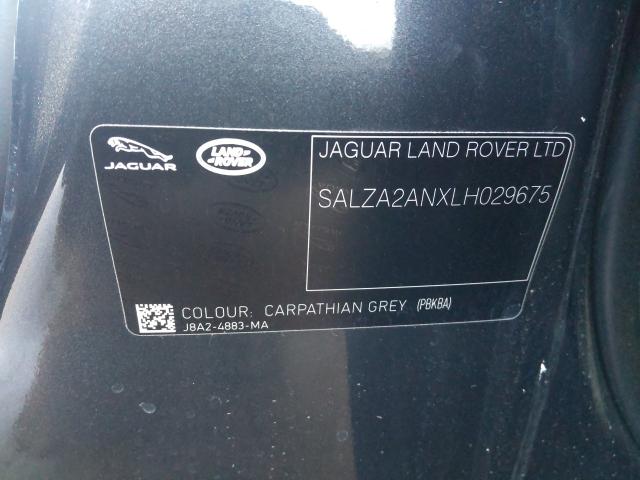 JAGUAR
LAND ROVER
JAGUAR LAND ROVER LTD
SALZA2ANXLH029675
COLOUR: CARPATHIAN GREY (PBKBA)
J8A2-4883-MA